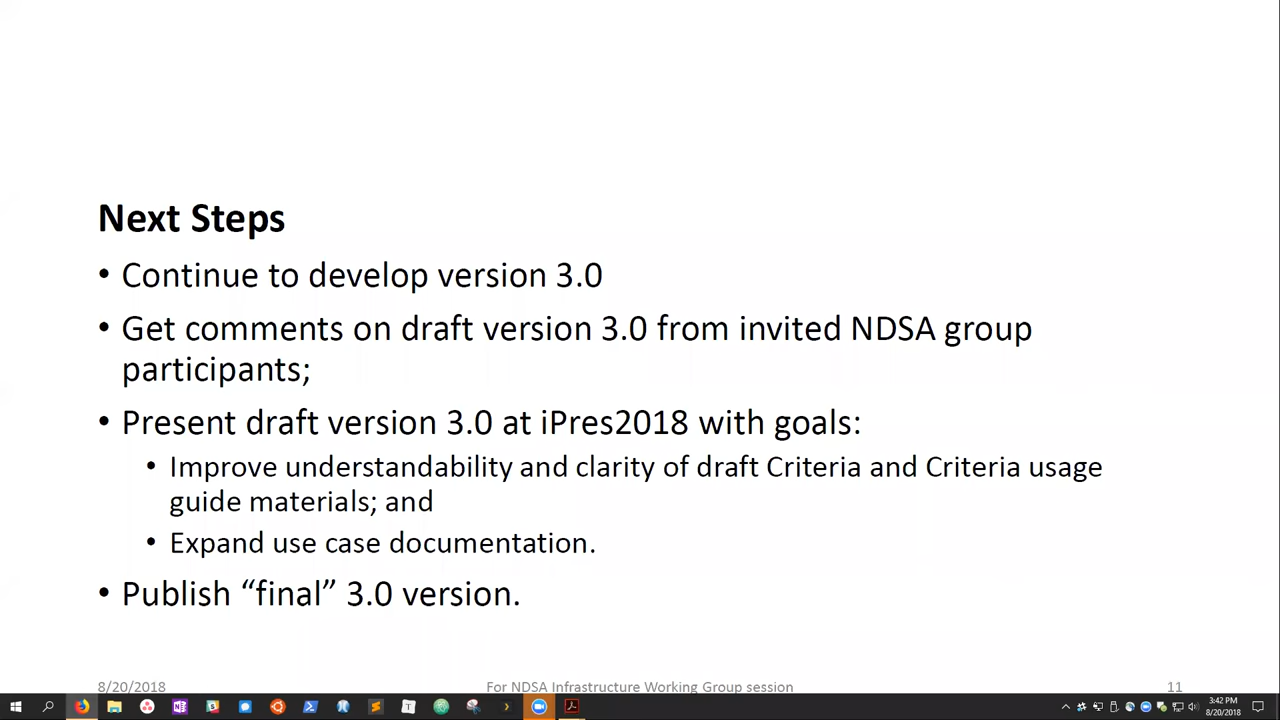 Next Steps
• Continue to develop version 3.0
• Get comments on draft version 3.0 from invited NDSA group
participants;
• Present draft version 3.0 at iPres2018 with goals:
• Improve understandability and clarity of draft Criteria and Criteria usage
guide materials; and
• Expand use case documentation.
• Publish “final” 3.0 version.
8/20/2018 For NDSA Infrastructure Working Group session 11
3:42 PM
8/20/2018